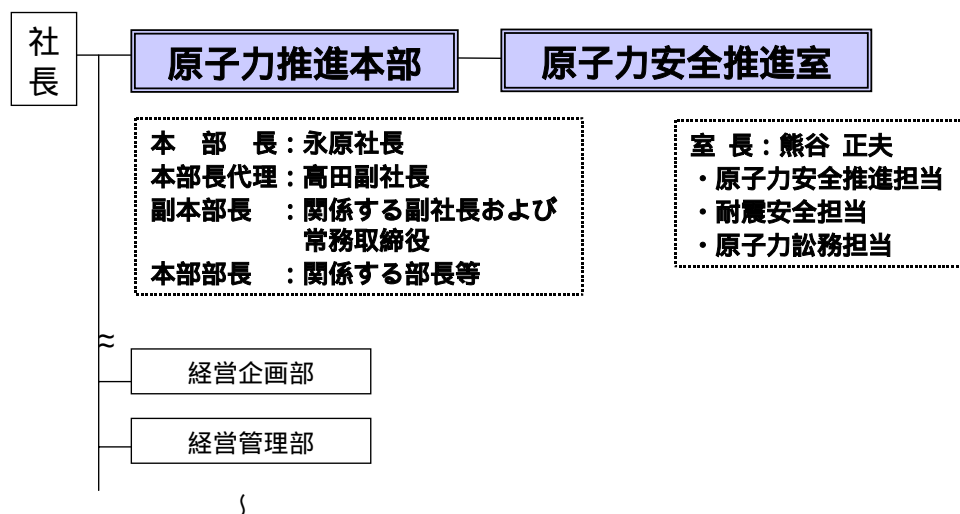 社長
原子力推進本部
原子力安全推進室
本　部　長：永原社長
本部長代理：高田副社長
副本部長　：関係する副社長および
常務取締役
本部部長　：関係する部長等
室 長：熊谷 正夫
・原子力安全推進担当
・耐震安全担当
・原子力訟務担当
≈
経営企画部
経営管理部
～